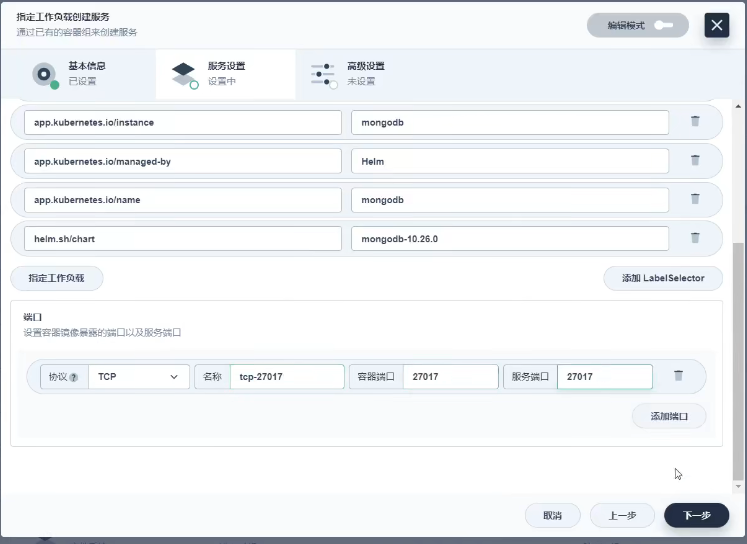 指定工作负载创建服务
通过已有的容器组来创建服务
编辑模式
基本信息
已设置
服务设置
设置中
高级设置
未设置
app.kubernetes.io/instance mongodb
app.kubernetes.io/managed-by Helm
app.kubernetes.io/name mongodb
helm.sh/chart mongodb-10.26.0
指定工作负载 添加 LabelSelector
端口
设置容器镜像暴露的端口以及服务端口
协议 ? TCP 名称 tcp-27017 容器端口 27017 服务端口 27017
添加端口
取消 上一步 下一步